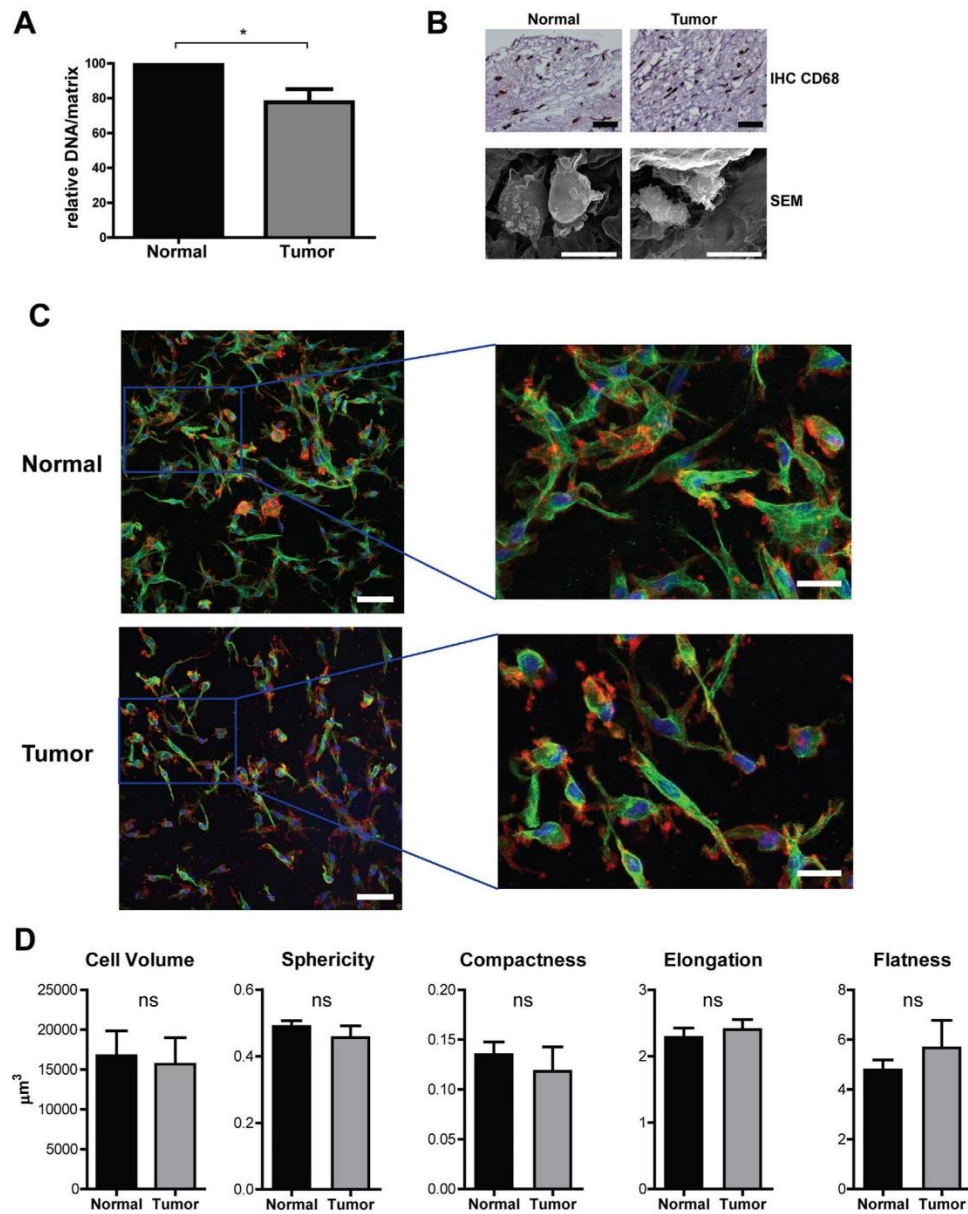 A
*
relative DNA/matrix
100
80
60
40
20
0
Normal
Tumor
B
Normal
Tumor
IHC CD68
SEM
C
Normal
Tumor
D
Cell Volume
ns
μm³
25000
20000
15000
10000
5000
0
Normal Tumor
Sphericity
ns
0.6
0.4
0.2
0.0
Normal Tumor
Compactness
ns
0.20
0.15
0.10
0.05
0.00
Normal Tumor
Elongation
ns
3
2
1
0
Normal Tumor
Flatness
ns
8
6
4
2
0
Normal Tumor